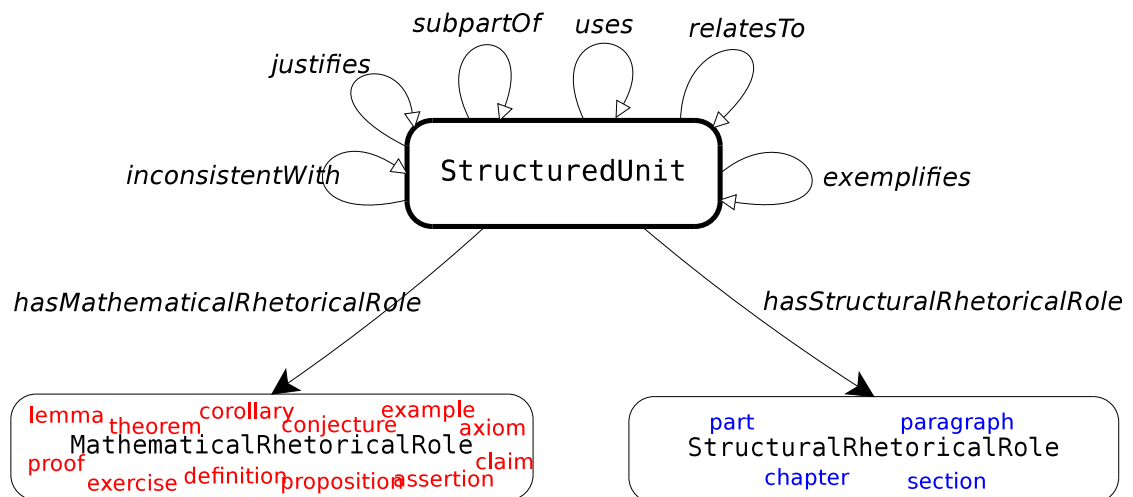 subpartOf uses relatesTo
justifies
StructuredUnit
inconsistentWith exemplifies
hasMathematicalRhetoricalRole hasStructuralRhetoricalRole
lemma theorem corollary conjecture example axiom
MathematicalRhetoricalRole
proof exercise definition proposition assertion claim
part paragraph
StructuralRhetoricalRole
chapter section